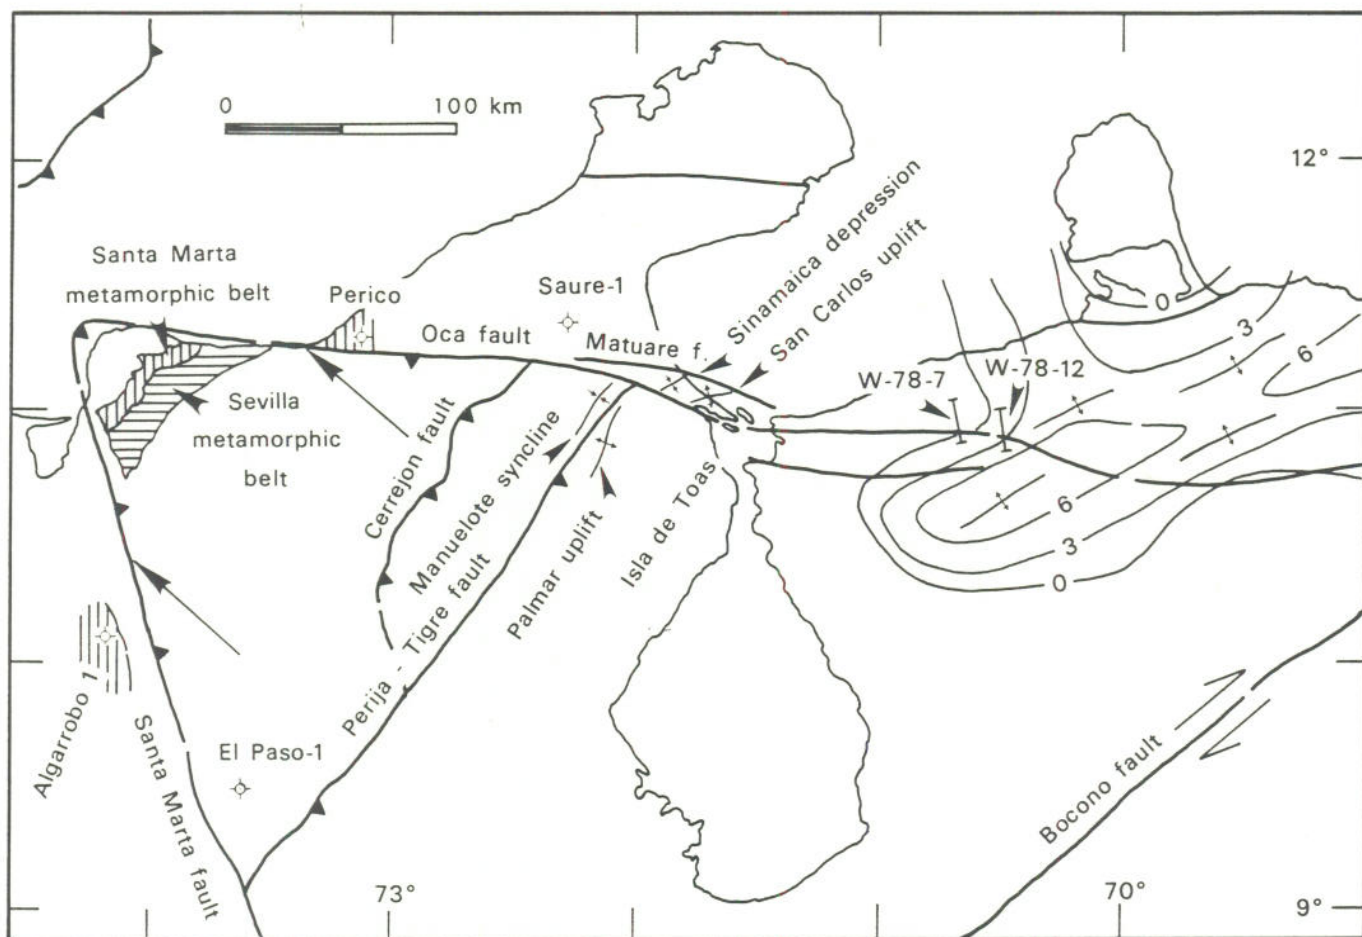 0 100 km
12°
Santa Marta
metamorphic belt
Perico
Saure-1
Sinamaica depression
San Carlos uplift
Oca fault
Matuare f.
0
3
6
W-78-7
W-78-12
Sevilla
metamorphic
belt
Cerrejon fault
Manuelote syncline
Perija - Tigre fault
Palmar uplift
Isla de Toas
6
3
0
Algarrobo 1
Santa Marta fault
El Paso-1
Bocono fault
73°
70°
9°